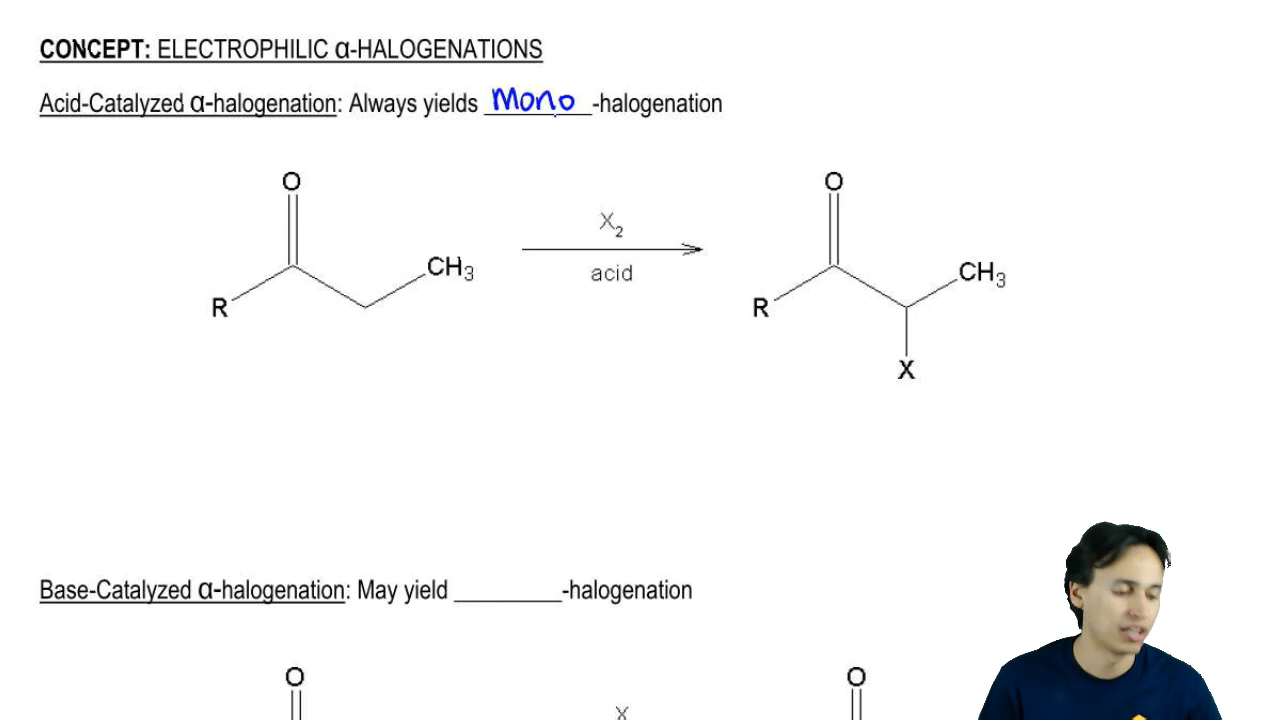 CONCEPT: ELECTROPHILIC α-HALOGENATIONS
Acid-Catalyzed α-halogenation: Always yields Mono -halogenation
O
R
CH3
X2
acid
O
R
CH3
X
Base-Catalyzed α-halogenation: May yield ________-halogenation
O
X
O